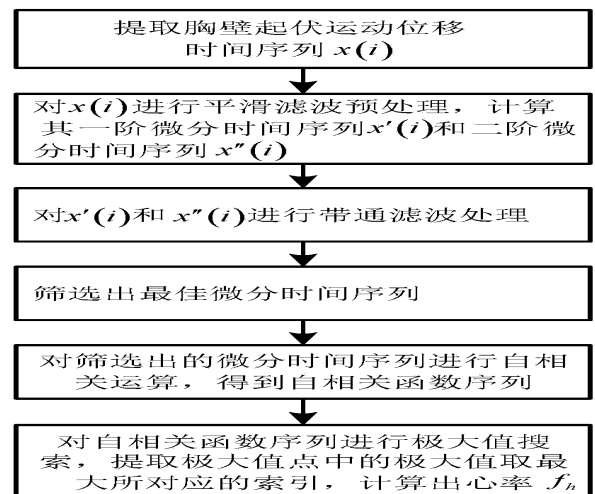 提取胸壁起伏运动位移
时间序列 x(i)
对x(i)进行平滑滤波预处理，计算
其一阶微分时间序列x′(i)和二阶微
分时间序列 x″(i)
对x′(i)和 x″(i)进行带通滤波处理
筛选出最佳微分时间序列
对筛选出的微分时间序列进行自相
关运算，得到自相关函数序列
对自相关函数序列进行极大值搜
索，提取极大值点中的极大值取最
大所对应的索引，计算出心率 fh